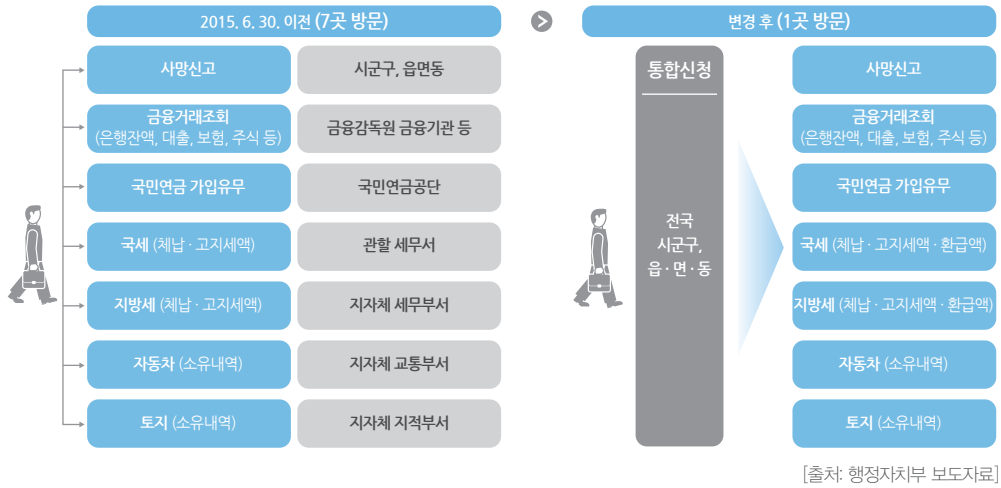 2015. 6. 30. 이전 (7곳 방문)
사망신고
시군구, 읍면동
금융거래조회
(은행잔액, 대출, 보험, 주식 등)
금융감독원 금융기관 등
국민연금 가입유무
국민연금공단
국세 (체납 · 고지세액)
관할 세무서
지방세 (체납 · 고지세액)
지자체 세무부서
자동차 (소유내역)
지자체 교통부서
토지 (소유내역)
지자체 지적부서
변경 후 (1곳 방문)
통합신청
전국
시군구,
읍 · 면 · 동
사망신고
금융거래조회
(은행잔액, 대출, 보험, 주식 등)
국민연금 가입유무
국세 (체납 · 고지세액 · 환급액)
지방세 (체납 · 고지세액 · 환급액)
자동차 (소유내역)
토지 (소유내역)
[출처: 행정자치부 보도자료]